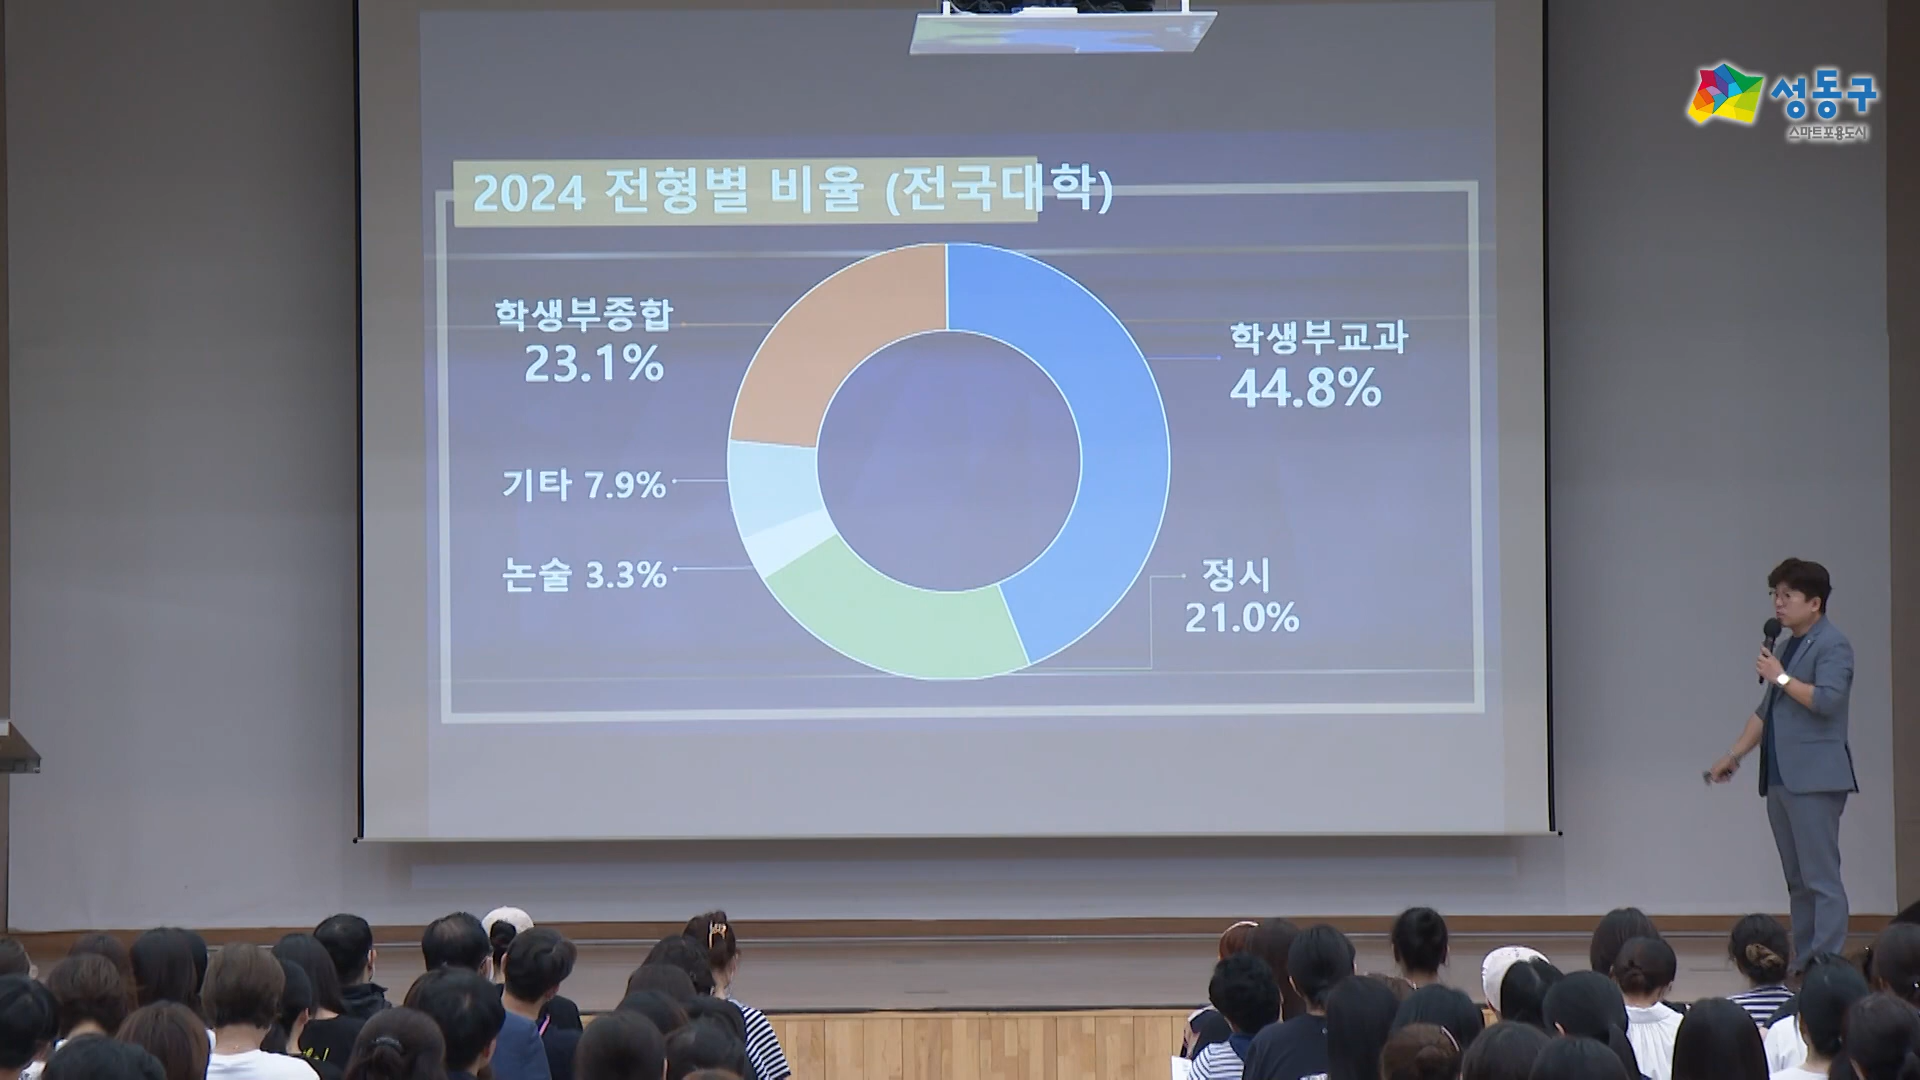 성동구
스마트포용도시
2024 전형별 비율 (전국대학)
학생부종합
23.1%
학생부교과
44.8%
기타 7.9%
논술 3.3%
정시
21.0%